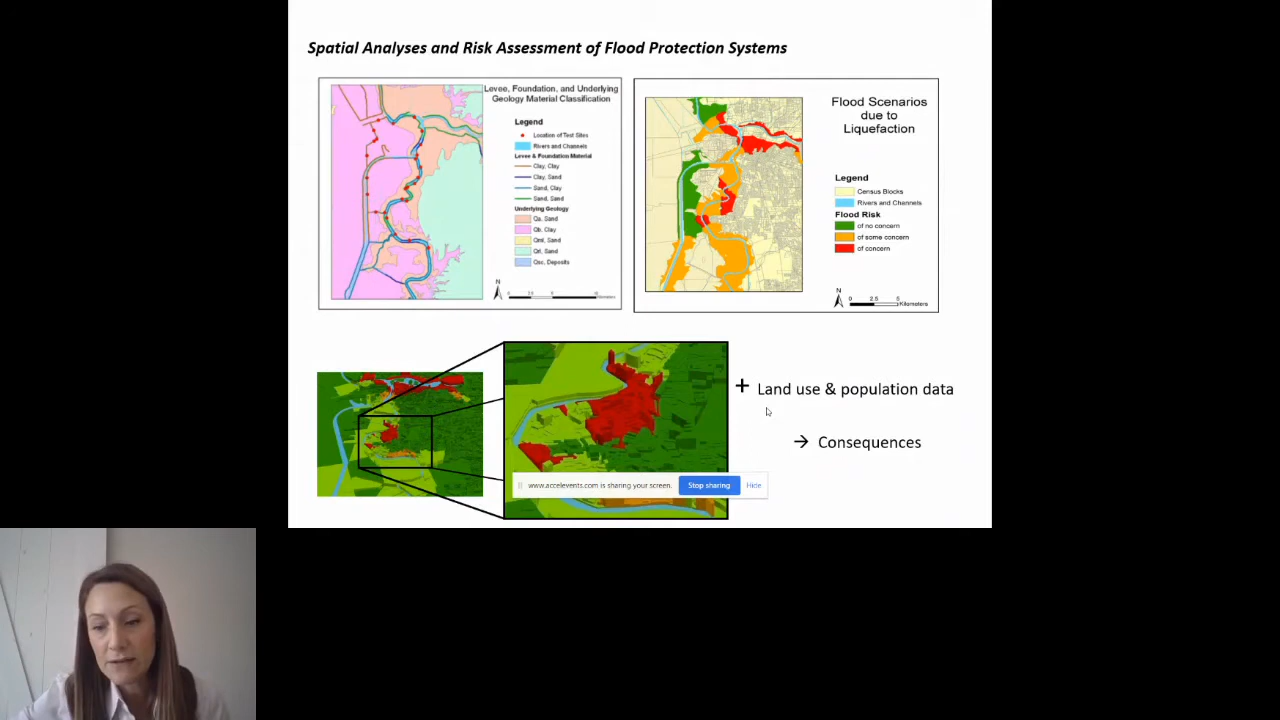 Spatial Analyses and Risk Assessment of Flood Protection Systems
Levee, Foundation, and Underlying
Geology Material Classification
Legend
Location of Test Sites
Rivers and Channels
Levee & Foundation Material
Clay, Clay
Clay, Sand
Sand, Clay
Sand, Sand
Underlying Geology
Qa, Sand
Qb, Clay
Qml, Sand
Qrl, Sand
Qsc, Deposits
N
Flood Scenarios
due to
Liquefaction
Legend
Census Blocks
Rivers and Channels
Flood Risk
of no concern
of some concern
of concern
N
0 2.5 5
Kilometers
+ Land use & population data
→ Consequences
www.accelevents.com is sharing your screen. Stop sharing Hide